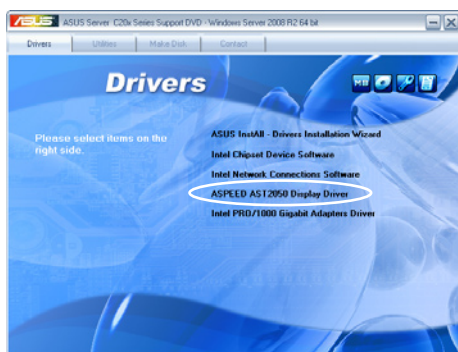 ASUS ASUS Server C20x Series Support DVD - Windows Server 2008 R2 64 bit
Drivers Utilities Make Disk Contact
Drivers
Please select items on the
right side.
ASUS InstAll - Drivers Installation Wizard
Intel Chipset Device Software
Intel Network Connections Software
ASPEED AST2050 Display Driver
Intel PRO/1000 Gigabit Adapters Driver